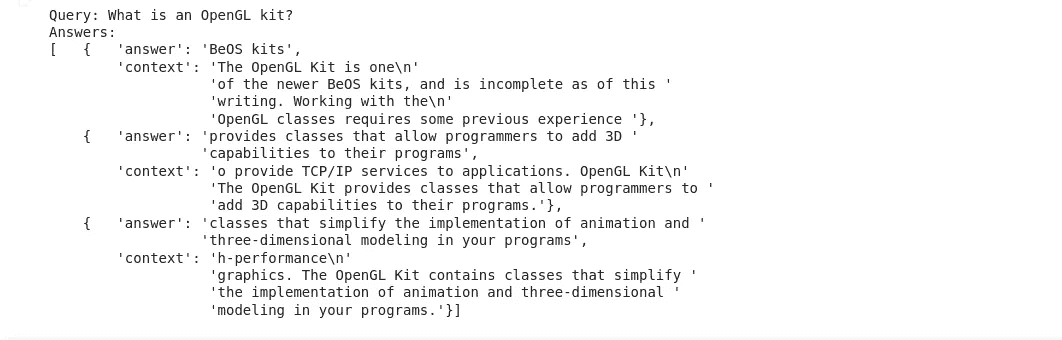 Query: What is an OpenGL kit?
Answers:
[   {   'answer': 'BeOS kits',
        'context': 'The OpenGL Kit is one\n'
                   'of the newer BeOS kits, and is incomplete as of this '
                   'writing. Working with the\n'
                   'OpenGL classes requires some previous experience '},
    {   'answer': 'provides classes that allow programmers to add 3D '
                  'capabilities to their programs',
        'context': 'o provide TCP/IP services to applications. OpenGL Kit\n'
                   'The OpenGL Kit provides classes that allow programmers to '
                   'add 3D capabilities to their programs.'},
    {   'answer': 'classes that simplify the implementation of animation and '
                  'three-dimensional modeling in your programs',
        'context': 'h-performance\n'
                   'graphics. The OpenGL Kit contains classes that simplify '
                   'the implementation of animation and three-dimensional '
                   'modeling in your programs.'}]